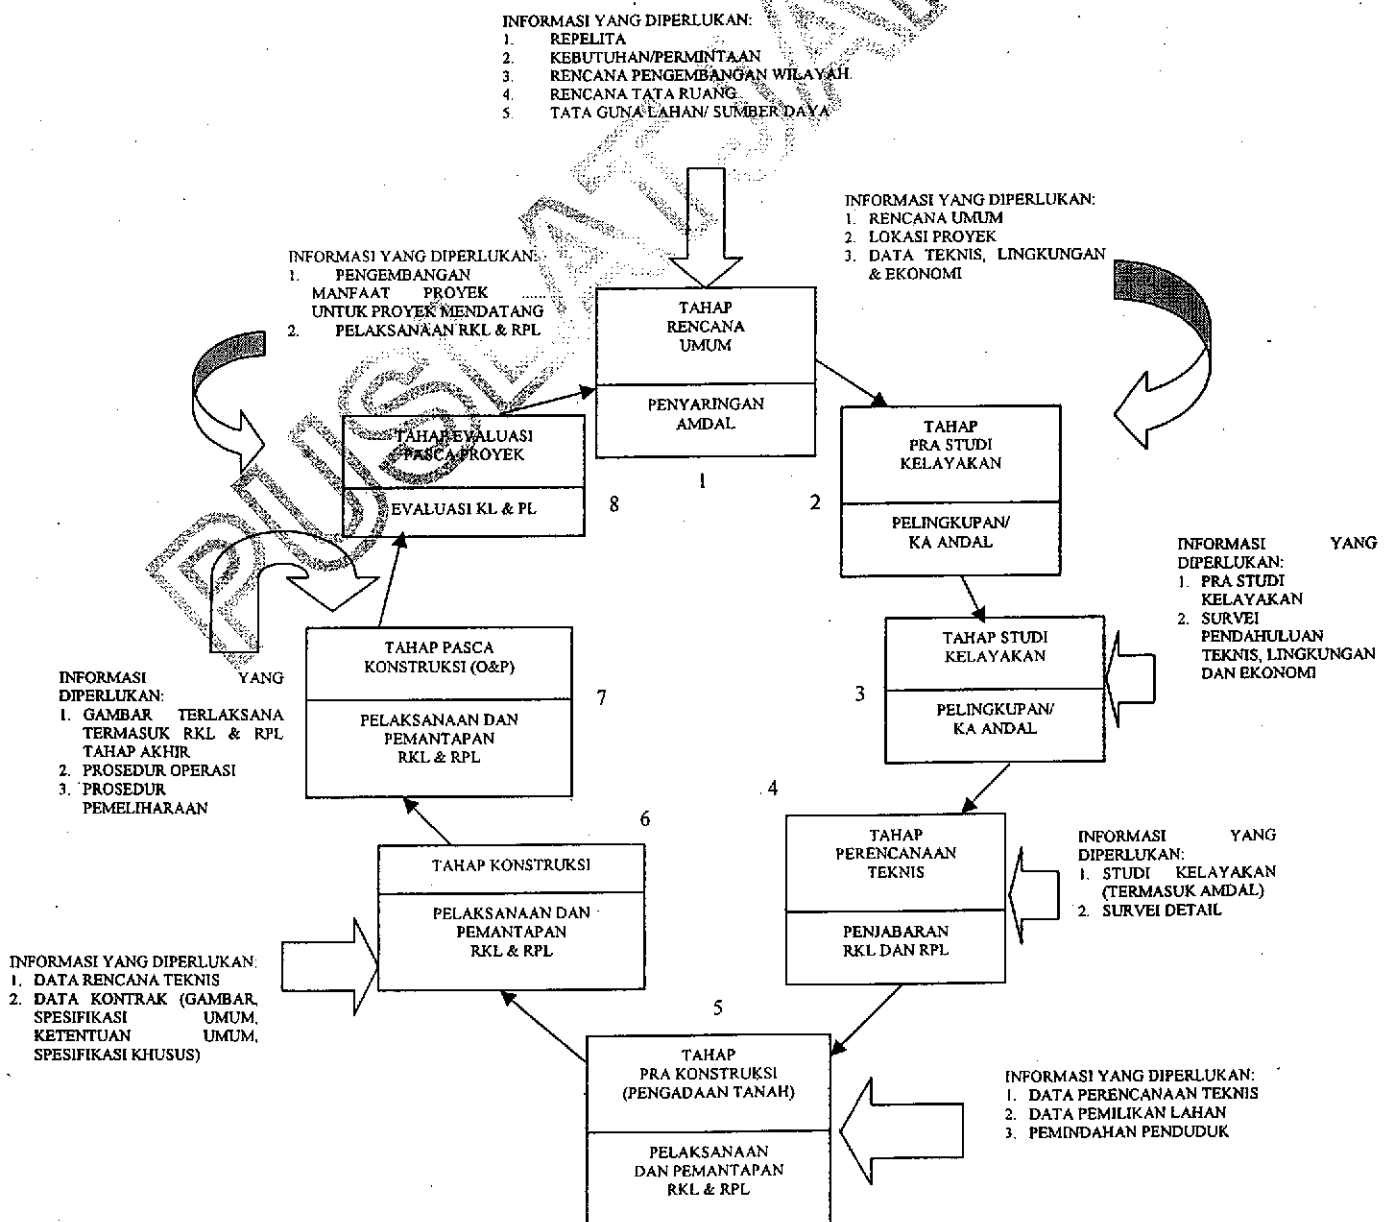 INFORMASI YANG DIPERLUKAN:
1. REPELITA
2. KEBUTUHAN/PERMINTAAN
3. RENCANA PENGEMBANGAN WILAYAH
4. RENCANA TATA RUANG
5. TATA GUNA LAHAN/ SUMBER DAYA
INFORMASI YANG DIPERLUKAN:
1. RENCANA UMUM
2. LOKASI PROYEK
3. DATA TEKNIS, LINGKUNGAN
& EKONOMI
INFORMASI YANG DIPERLUKAN:
1. PENGEMBANGAN
MANFAAT PROYEK ......
UNTUK PROYEK MENDATANG
2. PELAKSANAAN RKL & RPL
TAHAP
RENCANA
UMUM
PENYARINGAN
AMDAL
1
TAHAP
PRA STUDI
KELAYAKAN
PELINGKUPAN/
KA ANDAL
2
TAHAP EVALUASI
PASCA PROYEK
EVALUASI KL & PL
8
INFORMASI YANG
DIPERLUKAN:
1. PRA STUDI
KELAYAKAN
2. SURVEI
PENDAHULUAN
TEKNIS, LINGKUNGAN
DAN EKONOMI
TAHAP STUDI
KELAYAKAN
PELINGKUPAN/
KA ANDAL
3
TAHAP PASCA
KONSTRUKSI (O&P)
PELAKSANAAN DAN
PEMANTAPAN
RKL & RPL
7
INFORMASI YANG
DIPERLUKAN:
1. GAMBAR TERLAKSANA
TERMASUK RKL & RPL
TAHAP AKHIR
2. PROSEDUR OPERASI
3. PROSEDUR
PEMELIHARAAN
4
TAHAP
PERENCANAAN
TEKNIS
PENJABARAN
RKL DAN RPL
INFORMASI YANG
DIPERLUKAN:
1. STUDI KELAYAKAN
(TERMASUK AMDAL)
2. SURVEI DETAIL
6
TAHAP KONSTRUKSI
PELAKSANAAN DAN
PEMANTAPAN
RKL & RPL
INFORMASI YANG DIPERLUKAN:
1. DATA RENCANA TEKNIS
2. DATA KONTRAK (GAMBAR,
SPESIFIKASI UMUM,
KETENTUAN UMUM,
SPESIFIKASI KHUSUS)
5
TAHAP
PRA KONSTRUKSI
(PENGADAAN TANAH)
PELAKSANAAN
DAN PEMANTAPAN
RKL & RPL
INFORMASI YANG DIPERLUKAN:
1. DATA PERENCANAAN TEKNIS
2. DATA PEMILIKAN LAHAN
3. PEMINDAHAN PENDUDUK